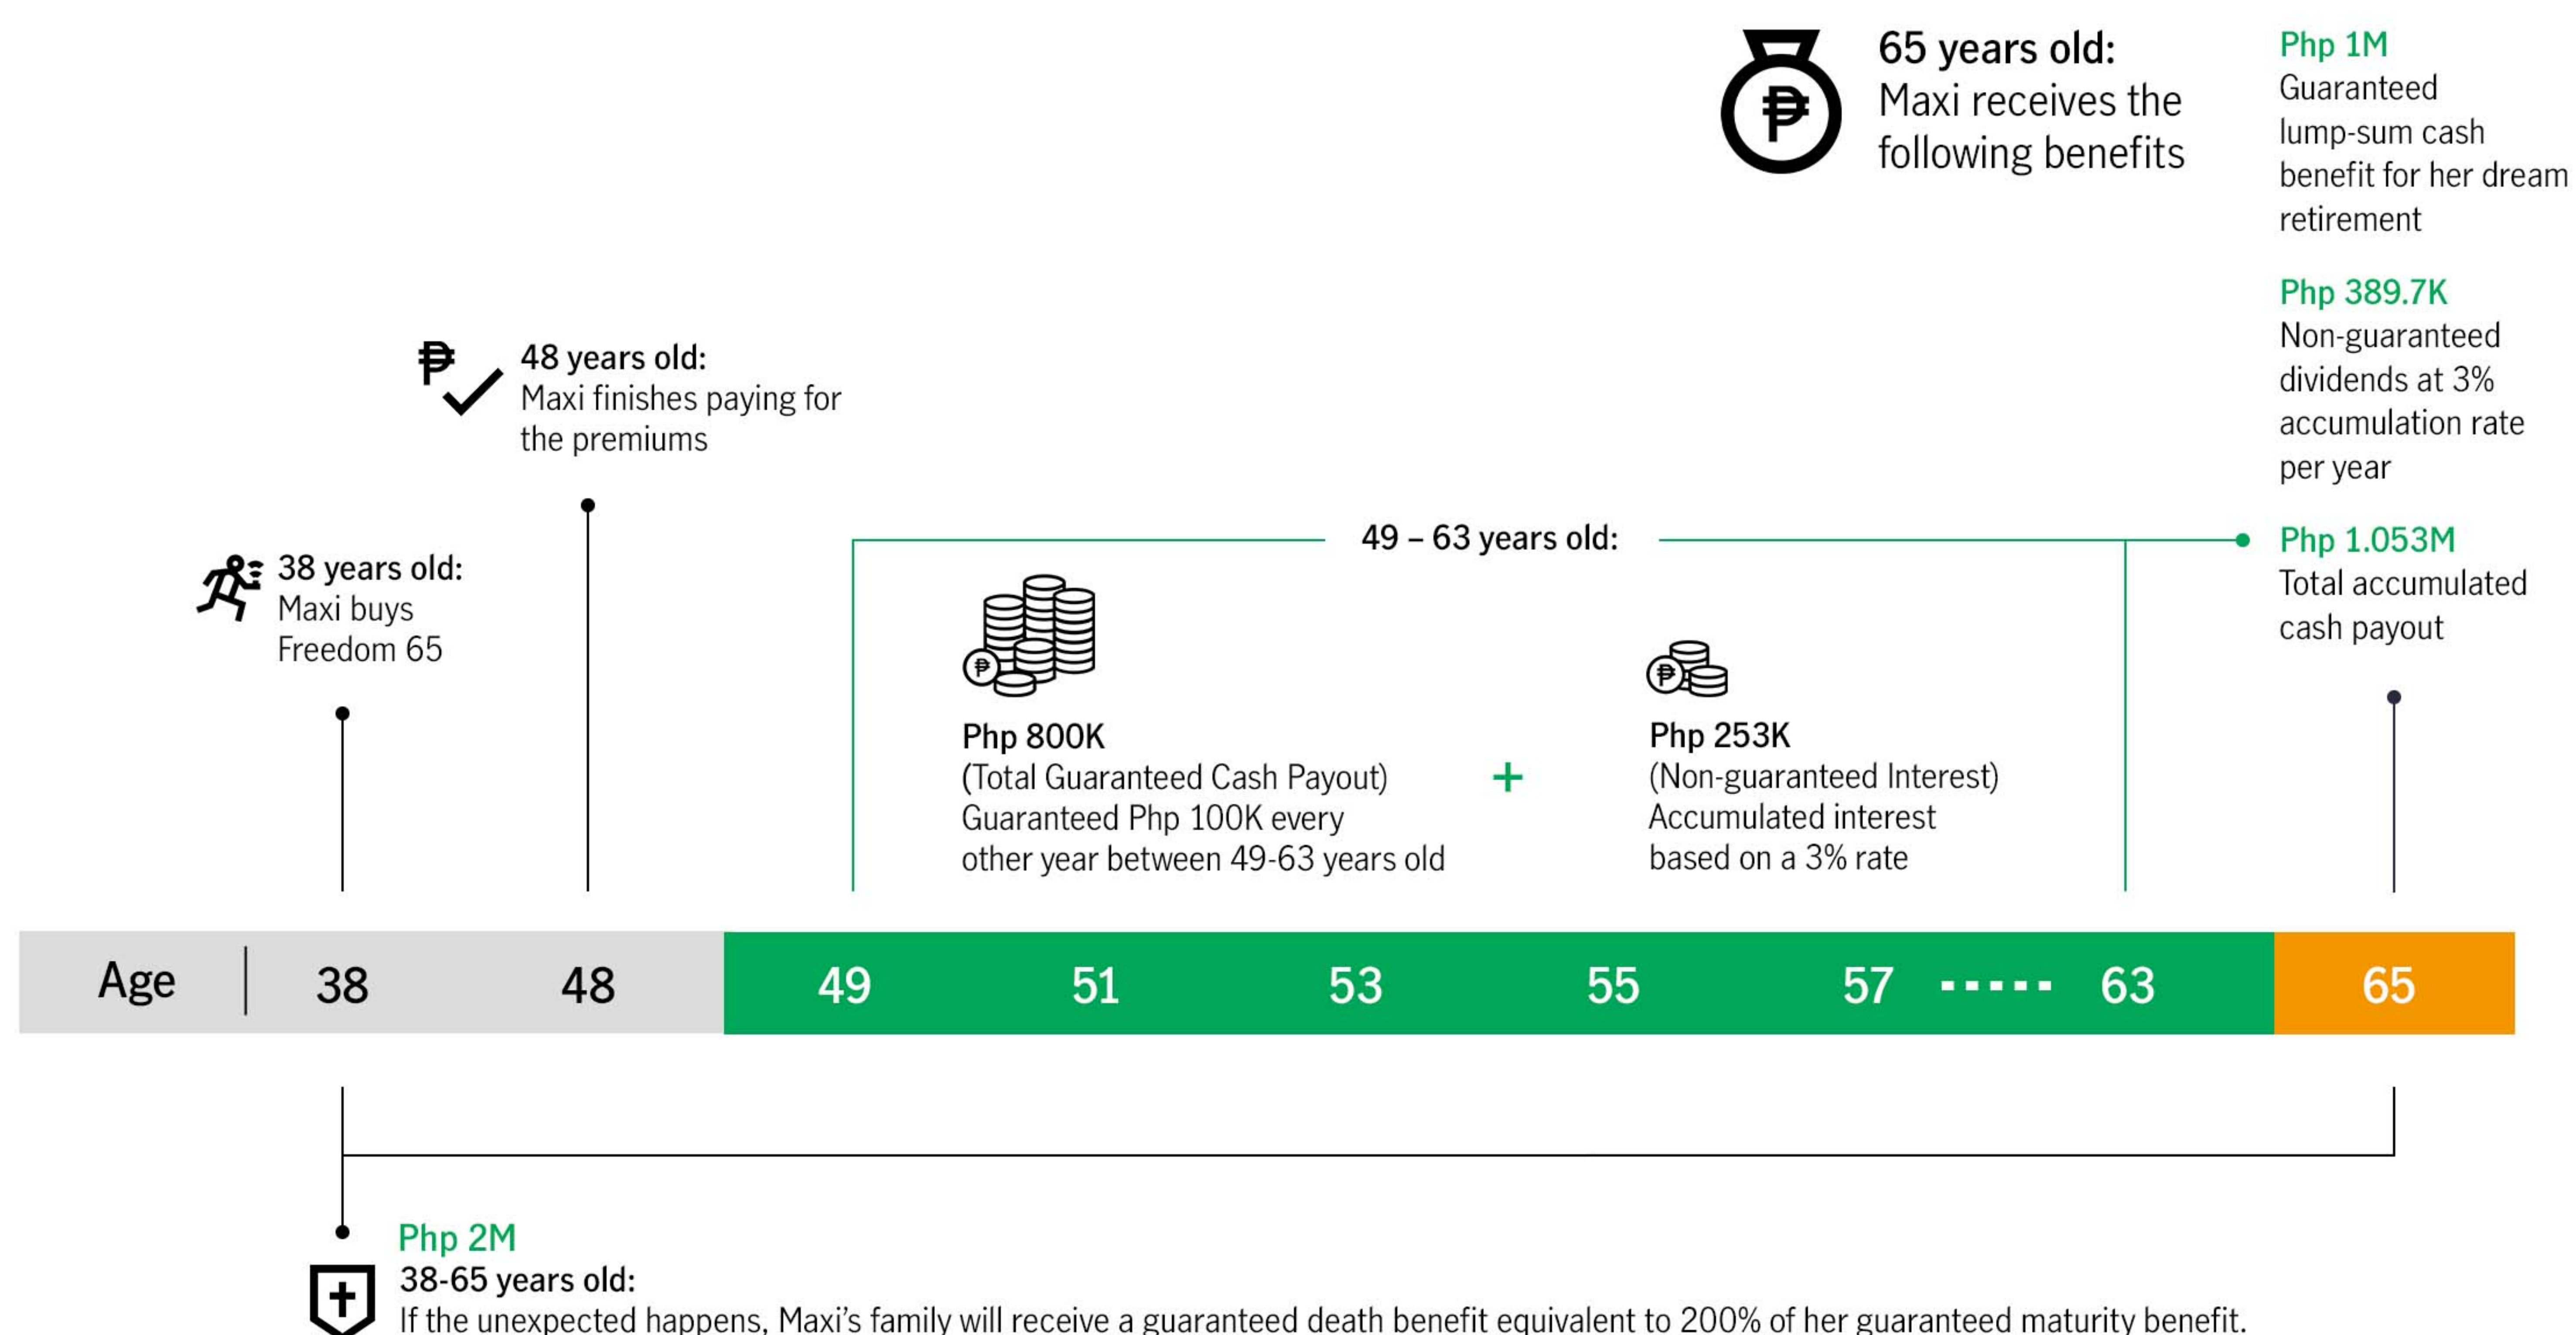 65 years old:
Maxi receives the
following benefits
Php 1M
Guaranteed
lump-sum cash
benefit for her dream
retirement
Php 389.7K
Non-guaranteed
dividends at 3%
accumulation rate
per year
Php 1.053M
Total accumulated
cash payout
48 years old:
Maxi finishes paying for
the premiums
38 years old:
Maxi buys
Freedom 65
49 – 63 years old:
Php 800K
(Total Guaranteed Cash Payout)
Guaranteed Php 100K every
other year between 49-63 years old
+
Php 253K
(Non-guaranteed Interest)
Accumulated interest
based on a 3% rate
Age | 38 48 49 51 53 55 57 ----- 63 65
Php 2M
38-65 years old:
If the unexpected happens, Maxi's family will receive a guaranteed death benefit equivalent to 200% of her guaranteed maturity benefit.